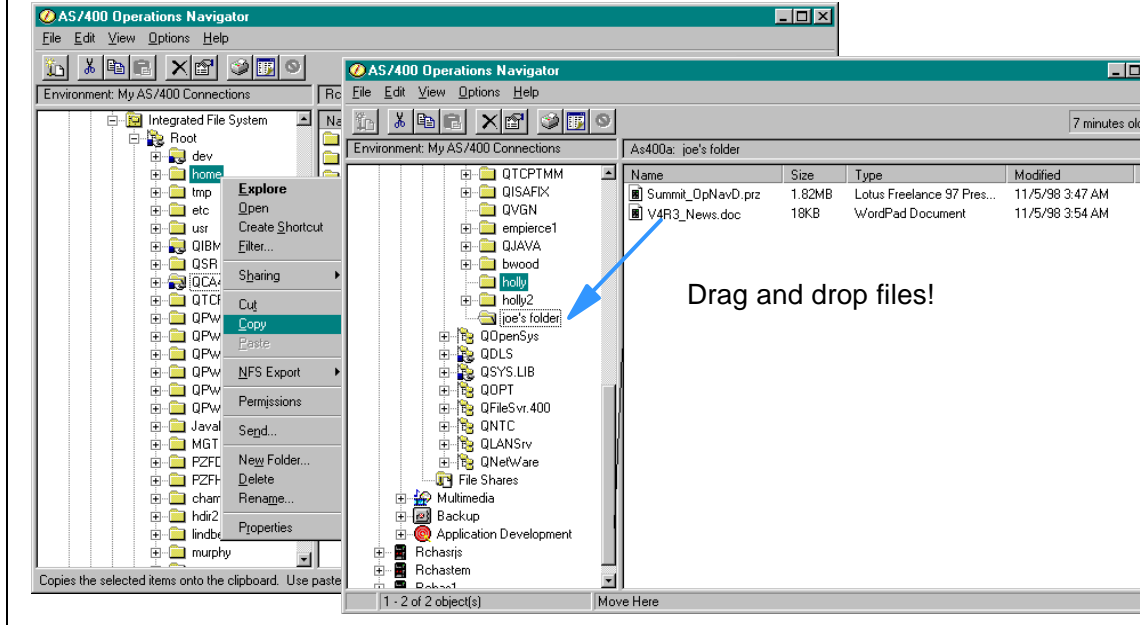 AS/400 Operations Navigator
File Edit View Options Help
Environment: My AS/400 Connections
Integrated File System
Root
dev
home
tmp
etc
usr
QSR
Java
MGT
hdir2
murphy
Explore
Open
Create Shortcut
Filter...
Sharing
Cut
Copy
Paste
NFS Export
Permissions
Send...
New Folder...
Delete
Rename...
Properties
Copies the selected items onto the clipboard. Use paste
AS/400 Operations Navigator
File Edit View Options Help
7 minutes old
Environment: My AS/400 Connections
As400a: joe's folder
QTCPTMM
QISAFIX
QVGN
empierce1
QJAVA
bwood
holly
holly2
joe's folder
QOpenSys
QDLS
QSYS.LIB
QOPT
QFileSvr.400
QNTC
QLANSrv
QNetWare
File Shares
Multimedia
Backup
Application Development
Rchasrjs
Rchastem
Name Size Type Modified
Summit_OpNavD.prz 1.82MB Lotus Freelance 97 Pres... 11/5/98 3:47 AM
V4R3_News.doc 18KB WordPad Document 11/5/98 3:54 AM
Drag and drop files!
1 - 2 of 2 object(s) Move Here